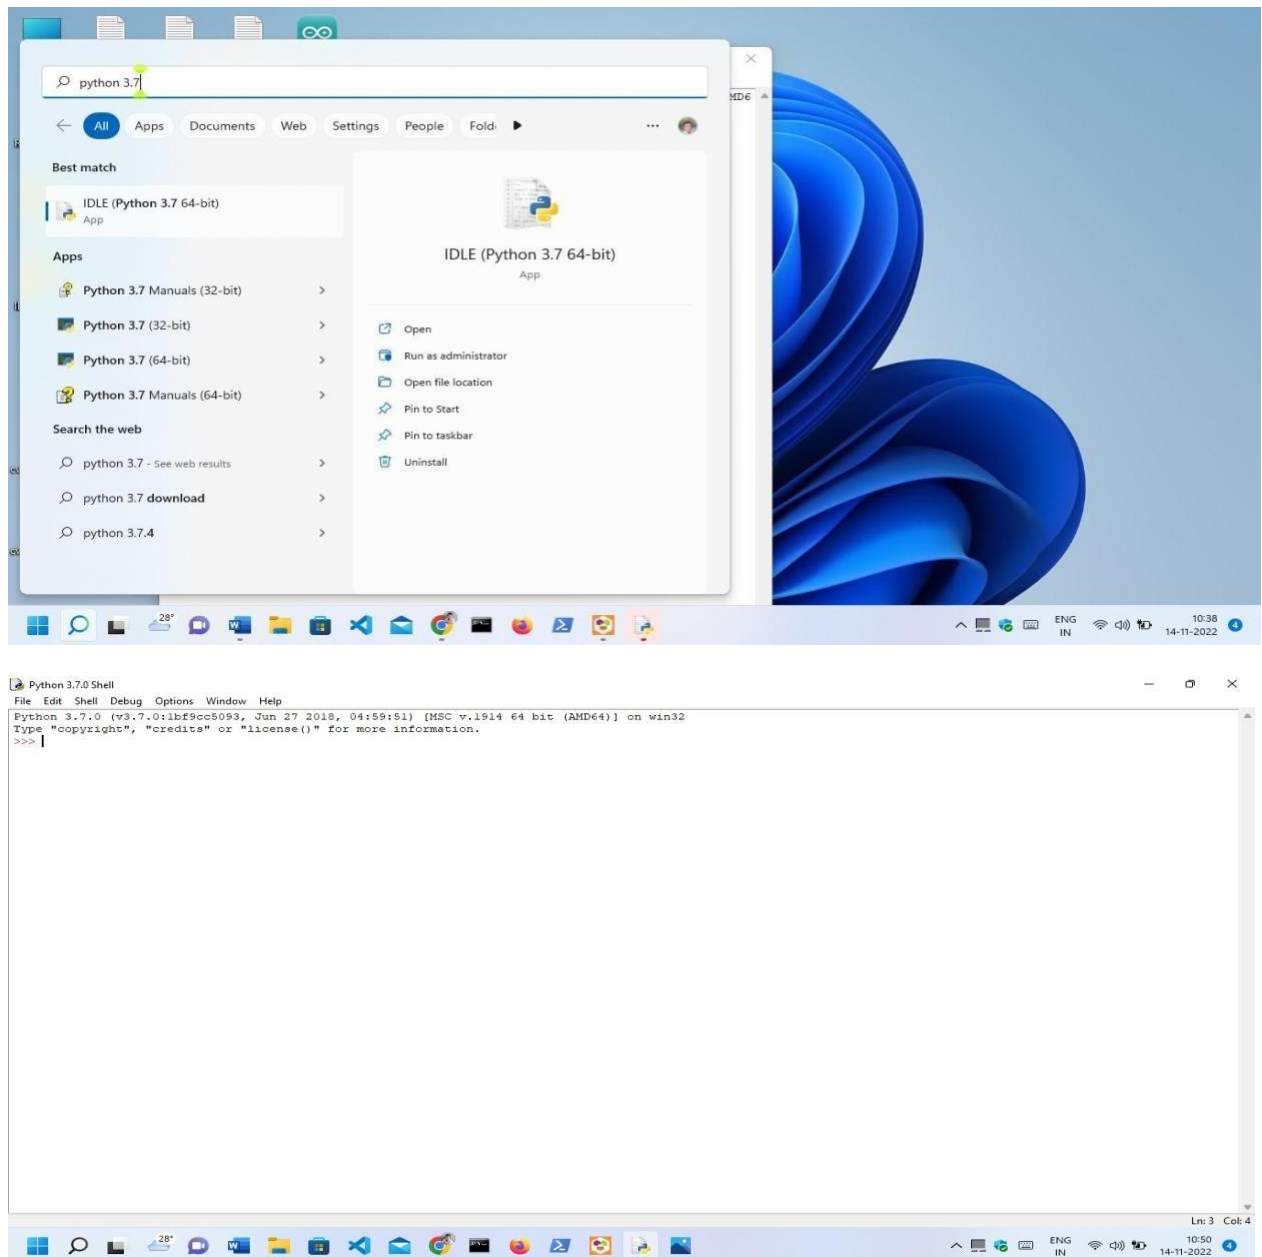 python 3.7
MD6
All Apps Documents Web Settings People Fold
Best match
IDLE (Python 3.7 64-bit)
App
Apps
Python 3.7 Manuals (32-bit)
Python 3.7 (32-bit)
Python 3.7 (64-bit)
Python 3.7 Manuals (64-bit)
Search the web
python 3.7 - See web results
python 3.7 download
python 3.7.4
IDLE (Python 3.7 64-bit)
App
Open
Run as administrator
Open file location
Pin to Start
Pin to taskbar
Uninstall
28°
ENG
IN
10:38
14-11-2022
4
Python 3.7.0 Shell
File Edit Shell Debug Options Window Help
Python 3.7.0 (v3.7.0:1bf9cc5093, Jun 27 2018, 04:59:51) [MSC v.1914 64 bit (AMD64)] on win32
Type "copyright", "credits" or "license()" for more information.
>>>
Ln: 3 Col: 4
28°
ENG
IN
10:50
14-11-2022
4